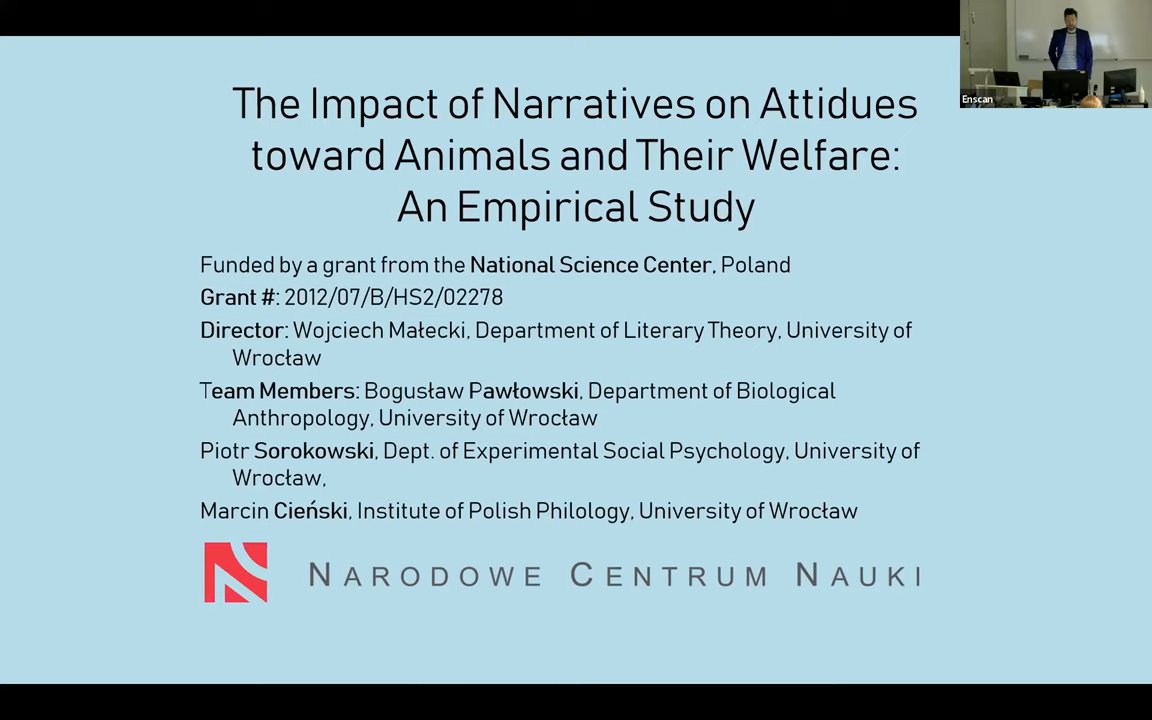 The Impact of Narratives on Attidues
toward Animals and Their Welfare:
An Empirical Study
Funded by a grant from the National Science Center, Poland
Grant #: 2012/07/B/HS2/02278
Director: Wojciech Małecki, Department of Literary Theory, University of
Wrocław
Team Members: Bogusław Pawłowski, Department of Biological
Anthropology, University of Wrocław
Piotr Sorokowski, Dept. of Experimental Social Psychology, University of
Wrocław,
Marcin Cieński, Institute of Polish Philology, University of Wrocław
NARODOWE CENTRUM NAUKI
Enscan